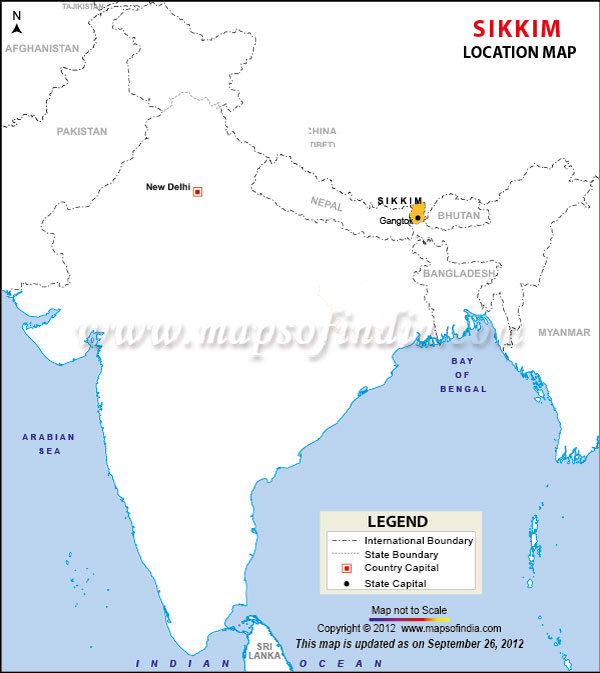 TAJIKISTAN
N
SIKKIM
LOCATION MAP
AFGHANISTAN
PAKISTAN
CHINA
(TIBET)
New Delhi
NEPAL
SIKKIM
Gangtok
BHUTAN
BANGLADESH
www.mapsofindia.com
MYANMAR
BAY
OF
BENGAL
ARABIAN
SEA
LEGEND
International Boundary
State Boundary
Country Capital
State Capital
Map not to Scale
Copyright © 2012 www.mapsofindia.com
This map is updated as on September 26, 2012
SRI
LANKA
INDIAN OCEAN